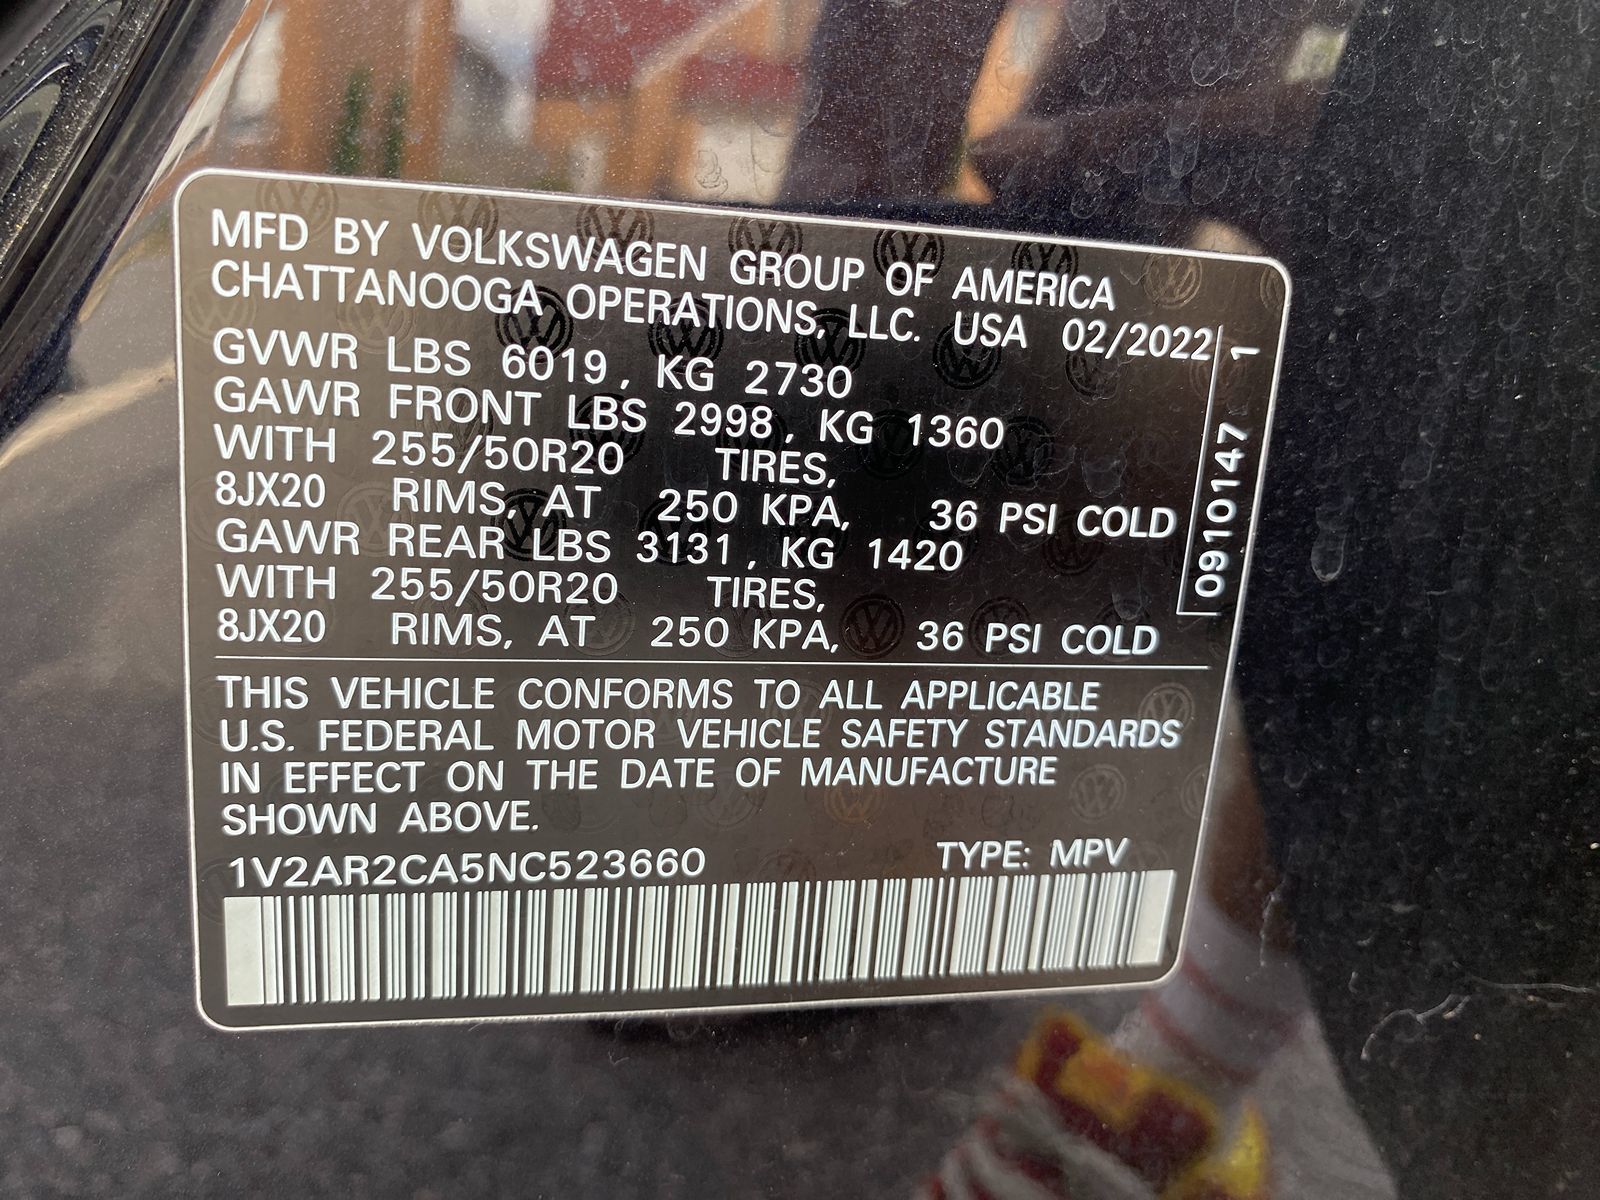 MFD BY VOLKSWAGEN GROUP OF AMERICA
CHATTANOOGA OPERATIONS, LLC. USA 02/2022
GVWR LBS 6019, KG 2730
GAWR FRONT LBS 2998, KG 1360
WITH 255/50R20 TIRES,
8JX20 RIMS, AT 250 KPA, 36 PSI COLD
GAWR REAR LBS 3131, KG 1420
WITH 255/50R20 TIRES,
8JX20 RIMS, AT 250 KPA, 36 PSI COLD
0910147 1
THIS VEHICLE CONFORMS TO ALL APPLICABLE
U.S. FEDERAL MOTOR VEHICLE SAFETY STANDARDS
IN EFFECT ON THE DATE OF MANUFACTURE
SHOWN ABOVE.
1V2AR2CA5NC523660 TYPE: MPV